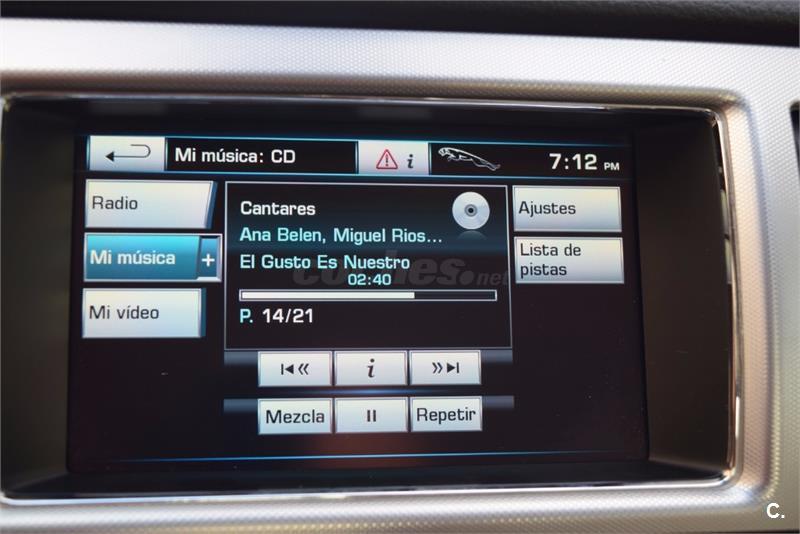 Mi música: CD
i
7:12 PM
Radio
Mi música +
Mi vídeo
Cantares
Ana Belen, Miguel Rios...
El Gusto Es Nuestro
02:40
P. 14/21
Ajustes
Lista de
pistas
coches.net
i
Mezcla
Repetir
C.